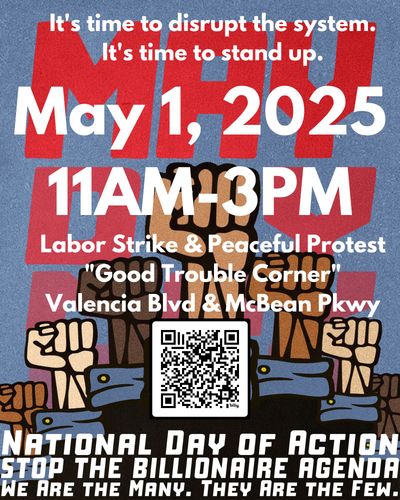 It's time to disrupt the system.
It's time to stand up.
MAY
DAY
May 1, 2025
11AM-3PM
Labor Strike & Peaceful Protest
"Good Trouble Corner"
Valencia Blvd & McBean Pkwy
National Day of Action
Stop the billionaire agenda
We Are the Many. They Are the Few.